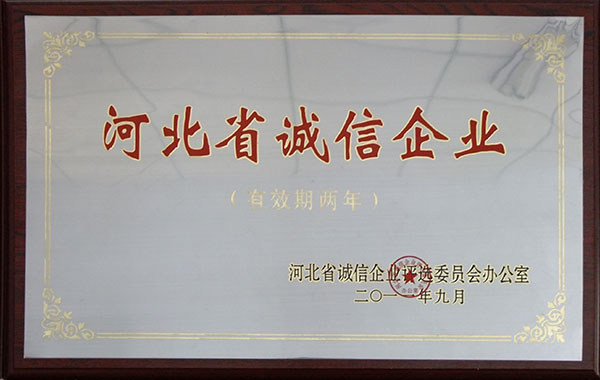 河北省诚信企业
（有效期两年）
河北省诚信企业评选委员会办公室
二〇一一年九月